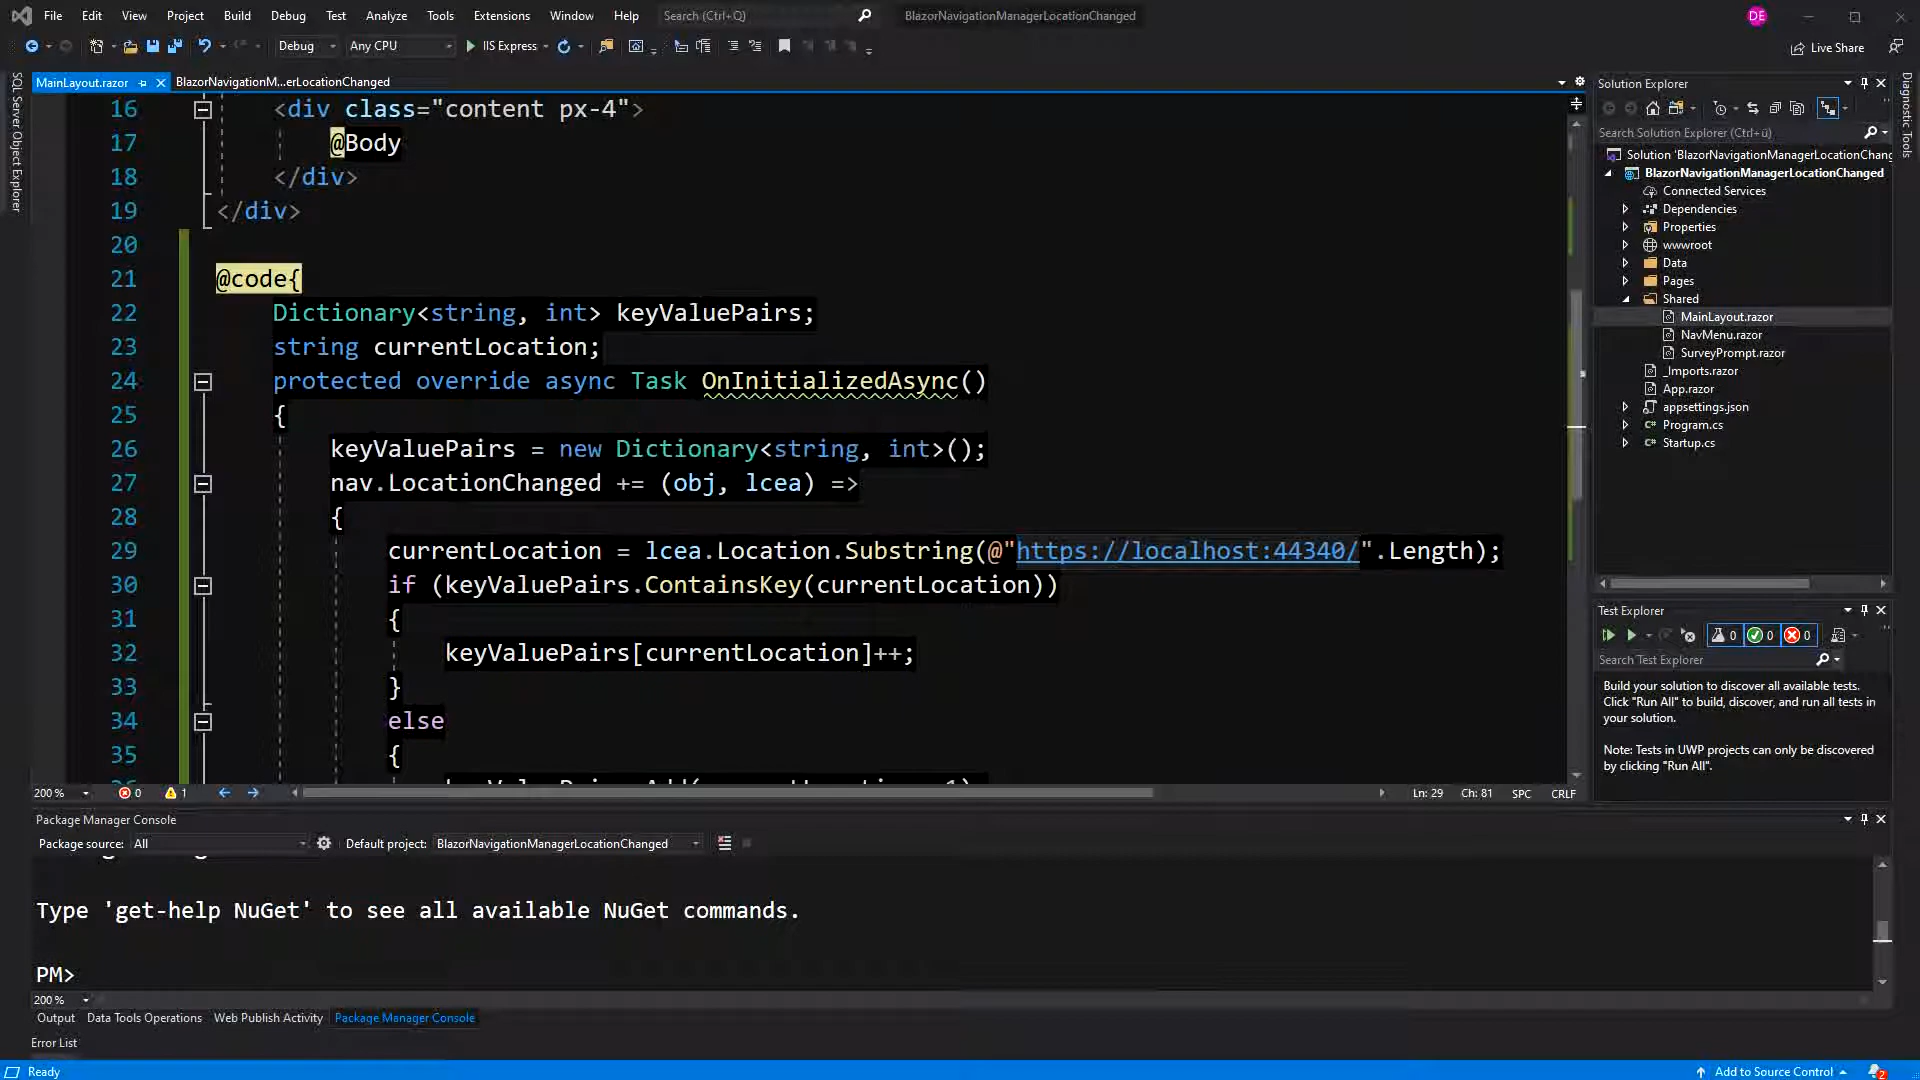 File Edit View Project Build Debug Test Analyze Tools Extensions Window Help Search (Ctrl+Q) BlazorNavigationManagerLocationChanged DE
Debug Any CPU IIS Express Live Share
SQL Server Object Explorer
MainLayout.razor BlazorNavigationM...erLocationChanged
16 <div class="content px-4">
17 @Body
18 </div>
19 </div>
20
21 @code{
22 Dictionary<string, int> keyValuePairs;
23 string currentLocation;
24 protected override async Task OnInitializedAsync()
25 {
26 keyValuePairs = new Dictionary<string, int>();
27 nav.LocationChanged += (obj, lcea) =>
28 {
29 currentLocation = lcea.Location.Substring(@"https://localhost:44340/".Length);
30 if (keyValuePairs.ContainsKey(currentLocation))
31 {
32 keyValuePairs[currentLocation]++;
33 }
34 else
35 {
200 % 0 1 Ln: 29 Ch: 81 SPC CRLF
Solution Explorer
Search Solution Explorer (Ctrl+ü)
Solution 'BlazorNavigationManagerLocationChang
BlazorNavigationManagerLocationChanged
Connected Services
Dependencies
Properties
wwwroot
Data
Pages
Shared
MainLayout.razor
NavMenu.razor
SurveyPrompt.razor
_Imports.razor
App.razor
appsettings.json
C# Program.cs
C# Startup.cs
Diagnostic Tools
Test Explorer
0 0 0
Search Test Explorer
Build your solution to discover all available tests.
Click "Run All" to build, discover, and run all tests in
your solution.
Note: Tests in UWP projects can only be discovered
by clicking "Run All".
Package Manager Console
Package source: All Default project: BlazorNavigationManagerLocationChanged
Type 'get-help NuGet' to see all available NuGet commands.
PM>
200 %
Output Data Tools Operations Web Publish Activity Package Manager Console
Error List
Ready Add to Source Control 2